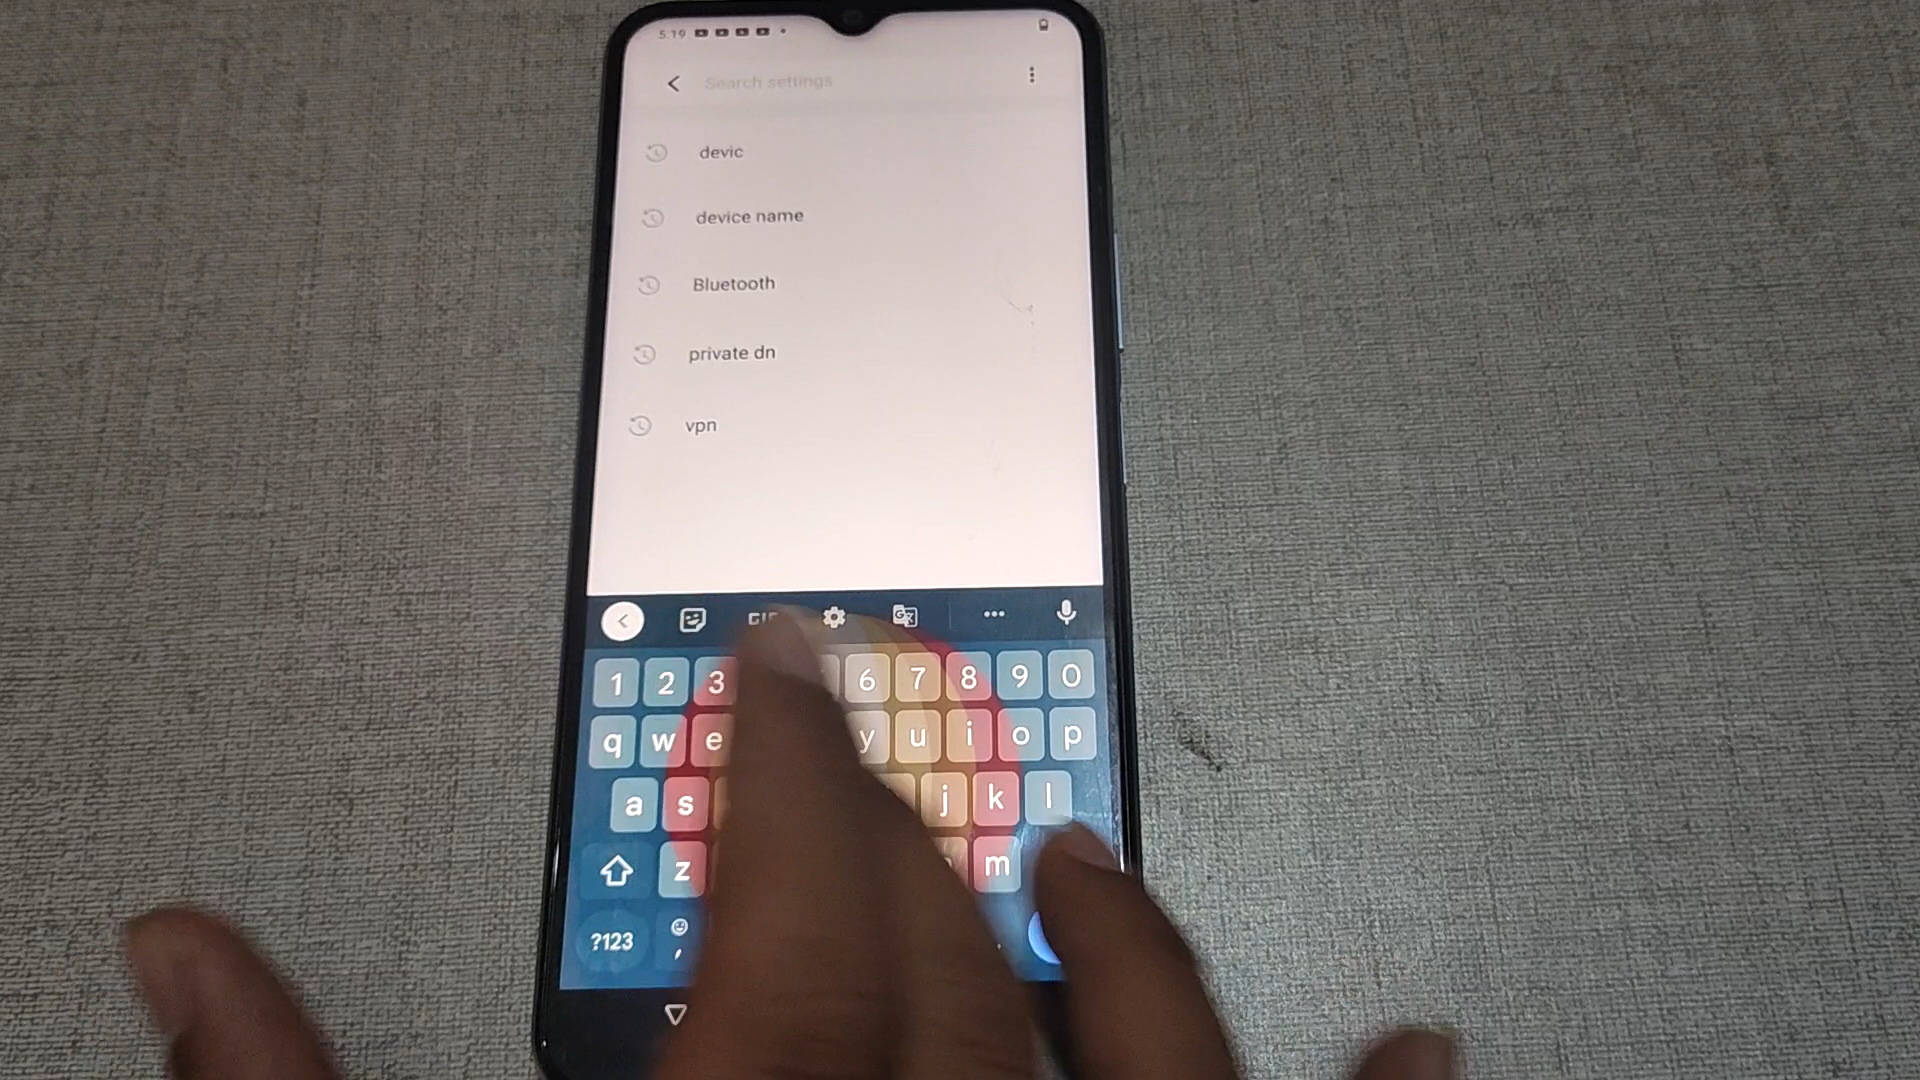 5:19
Search settings
devic
device name
Bluetooth
private dn
vpn
1 2 3 6 7 8 9 0
q w e y u i o p
a s j k l
z m
?123